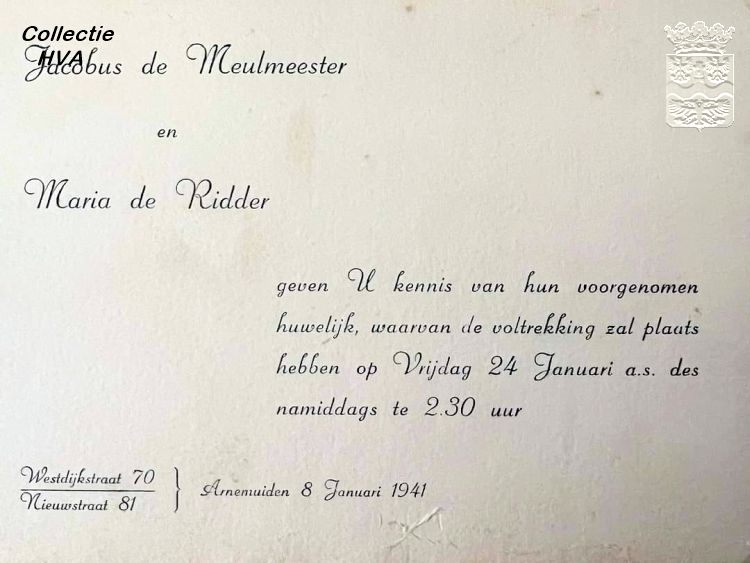 Collectie
HVA
Jacobus de Meulmeester
en
Maria de Ridder
geven U kennis van hun voorgenomen
huwelijk, waarvan de voltrekking zal plaats
hebben op Vrijdag 24 Januari a.s. des
namiddags te 2.30 uur
Westdijkstraat 70
Nieuwstraat 81
Arnemuiden 8 Januari 1941